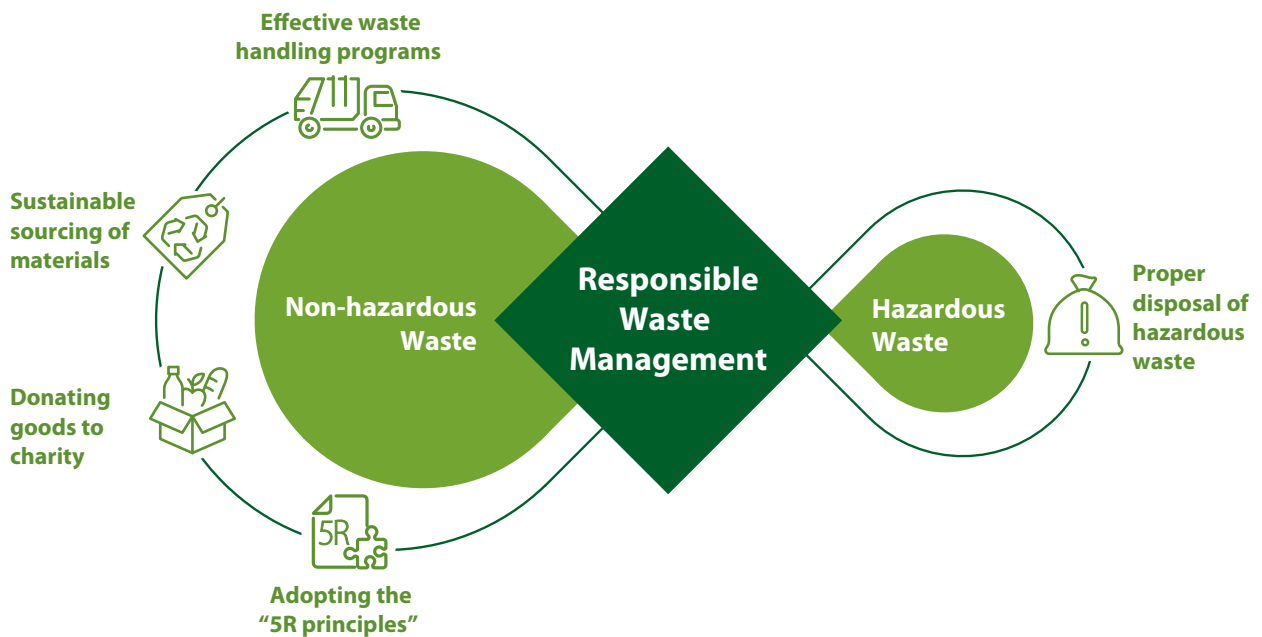 Effective waste
handling programs
Sustainable
sourcing of
materials
Donating
goods to
charity
5R
Adopting the
“5R principles”
Non-hazardous
Waste
Responsible
Waste
Management
Hazardous
Waste
Proper
disposal of
hazardous
waste